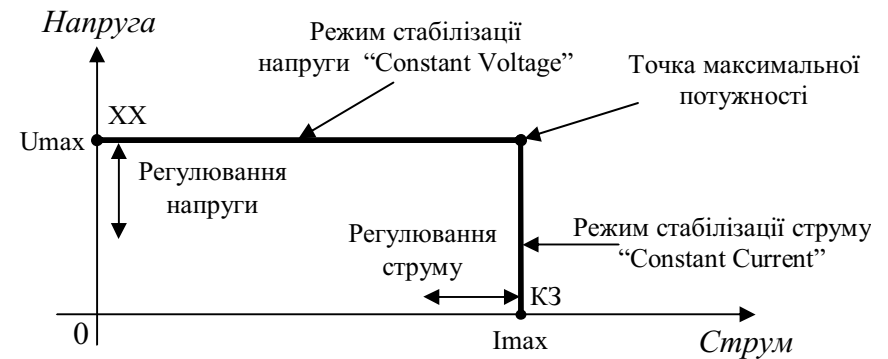 Напруга
Режим стабілізації
напруги “Constant Voltage”
Точка максимальної
потужності
XX
Umax
Регулювання
напруги
Регулювання
струму
Режим стабілізації струму
“Constant Current”
КЗ
0
Imax
Струм